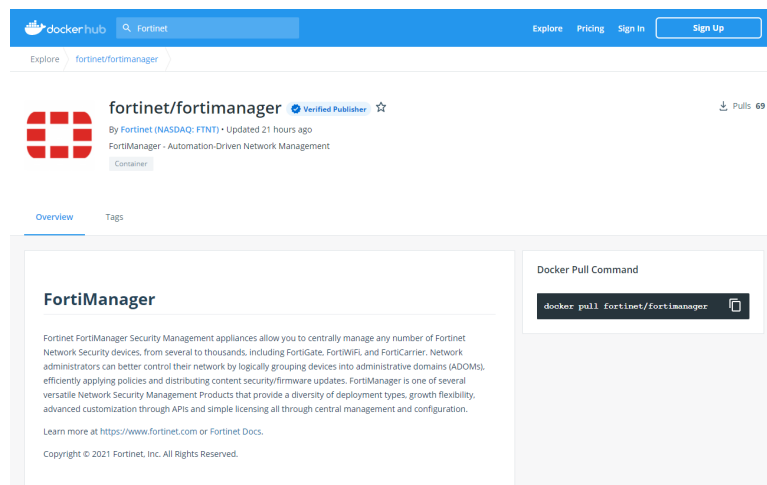 dockerhub
Fortinet
Explore
Pricing
Sign In
Sign Up
Explore
fortinet/fortimanager
fortinet/fortimanager
Verified Publisher
Pulls 69
By Fortinet (NASDAQ: FTNT) • Updated 21 hours ago
FortiManager - Automation-Driven Network Management
Container
Overview
Tags
FortiManager
Fortinet FortiManager Security Management appliances allow you to centrally manage any number of Fortinet
Network Security devices, from several to thousands, including FortiGate, FortiWiFi, and FortiCarrier. Network
administrators can better control their network by logically grouping devices into administrative domains (ADOMs),
efficiently applying policies and distributing content security/firmware updates. FortiManager is one of several
versatile Network Security Management Products that provide a diversity of deployment types, growth flexibility,
advanced customization through APIs and simple licensing all through central management and configuration.
Learn more at https://www.fortinet.com or Fortinet Docs.
Copyright © 2021 Fortinet, Inc. All Rights Reserved.
Docker Pull Command
docker pull fortinet/fortimanager